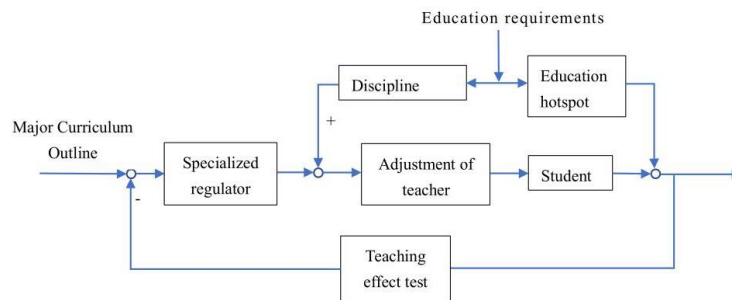 Education requirements
Discipline
Education
hotspot
+
Major Curriculum
Outline
Specialized
regulator
Adjustment of
teacher
Student
-
Teaching
effect test